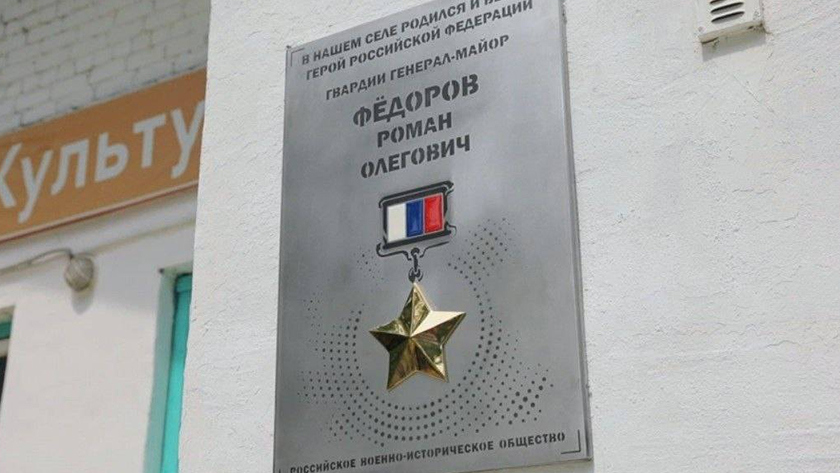 В НАШЕМ СЕЛЕ РОДИЛСЯ И
ГЕРОЙ РОССИЙСКОЙ ФЕДЕРАЦИИ
ГВАРДИИ ГЕНЕРАЛ-МАЙОР
ФЁДОРОВ
РОМАН
ОЛЕГОВИЧ
РОССИЙСКОЕ ВОЕННО-ИСТОРИЧЕСКОЕ ОБЩЕСТВО
Культу